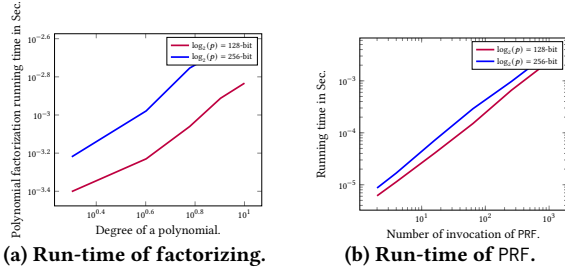 Polynomial factorization running time in Sec.
10^−2.6
10^−2.8
10^−3
10^−3.2
10^−3.4
log₂(p) = 128-bit
log₂(p) = 256-bit
10^0.4
10^0.6
10^0.8
10^1
Degree of a polynomial.
(a) Run-time of factorizing.
Running time in Sec.
10^−3
10^−4
10^−5
log₂(p) = 128-bit
log₂(p) = 256-bit
10^1
10^2
10^3
Number of invocation of PRF.
(b) Run-time of PRF.